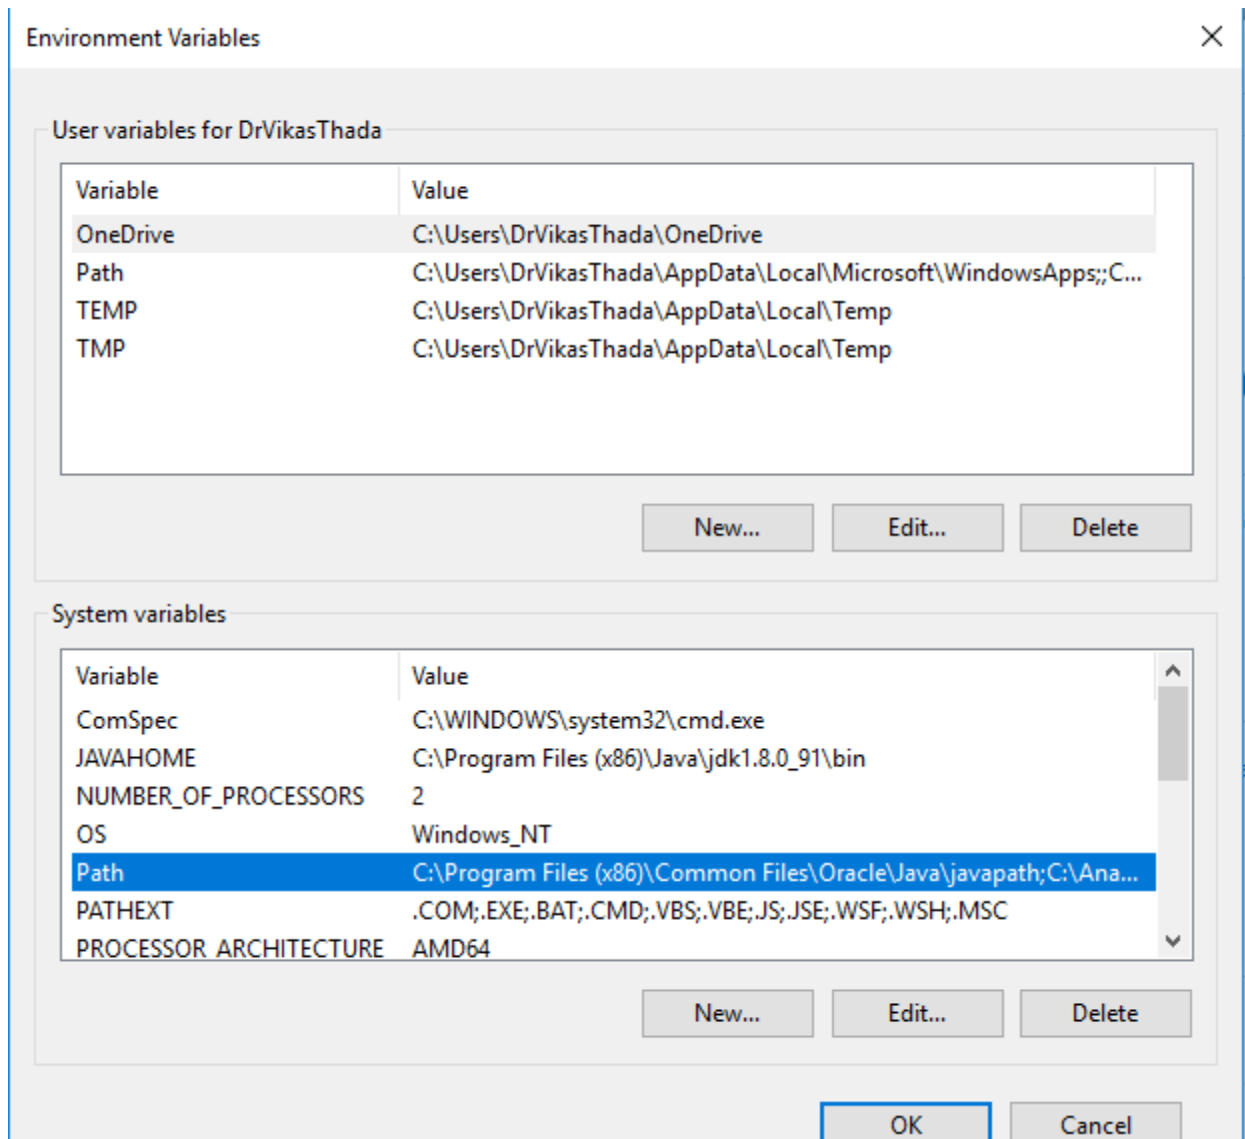 Environment Variables
User variables for DrVikasThada
Variable Value
OneDrive C:\Users\DrVikasThada\OneDrive
Path C:\Users\DrVikasThada\AppData\Local\Microsoft\WindowsApps;;C...
TEMP C:\Users\DrVikasThada\AppData\Local\Temp
TMP C:\Users\DrVikasThada\AppData\Local\Temp
New... Edit... Delete
System variables
Variable Value
ComSpec C:\WINDOWS\system32\cmd.exe
JAVAHOME C:\Program Files (x86)\Java\jdk1.8.0_91\bin
NUMBER_OF_PROCESSORS 2
OS Windows_NT
Path C:\Program Files (x86)\Common Files\Oracle\Java\javapath;C:\Ana...
PATHEXT .COM;.EXE;.BAT;.CMD;.VBS;.VBE;.JS;.JSE;.WSF;.WSH;.MSC
PROCESSOR_ARCHITECTURE AMD64
New... Edit... Delete
OK Cancel